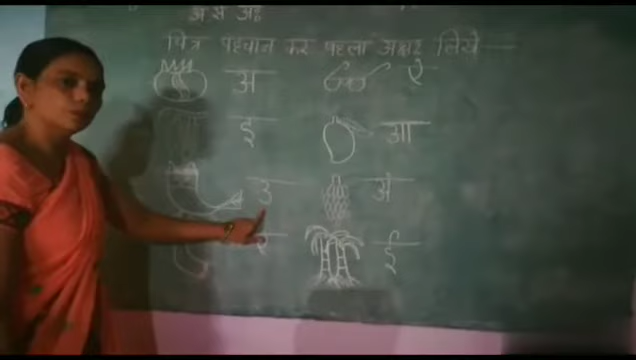 अ से अः
चित्र पहचान कर पहला अक्षर लिखें
अ ऐ
इ आ
उ अं
ए ई